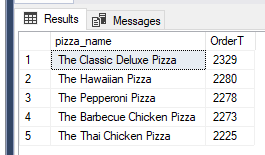 Results Messages
pizza_name OrderT
1 The Classic Deluxe Pizza 2329
2 The Hawaiian Pizza 2280
3 The Pepperoni Pizza 2278
4 The Barbecue Chicken Pizza 2273
5 The Thai Chicken Pizza 2225